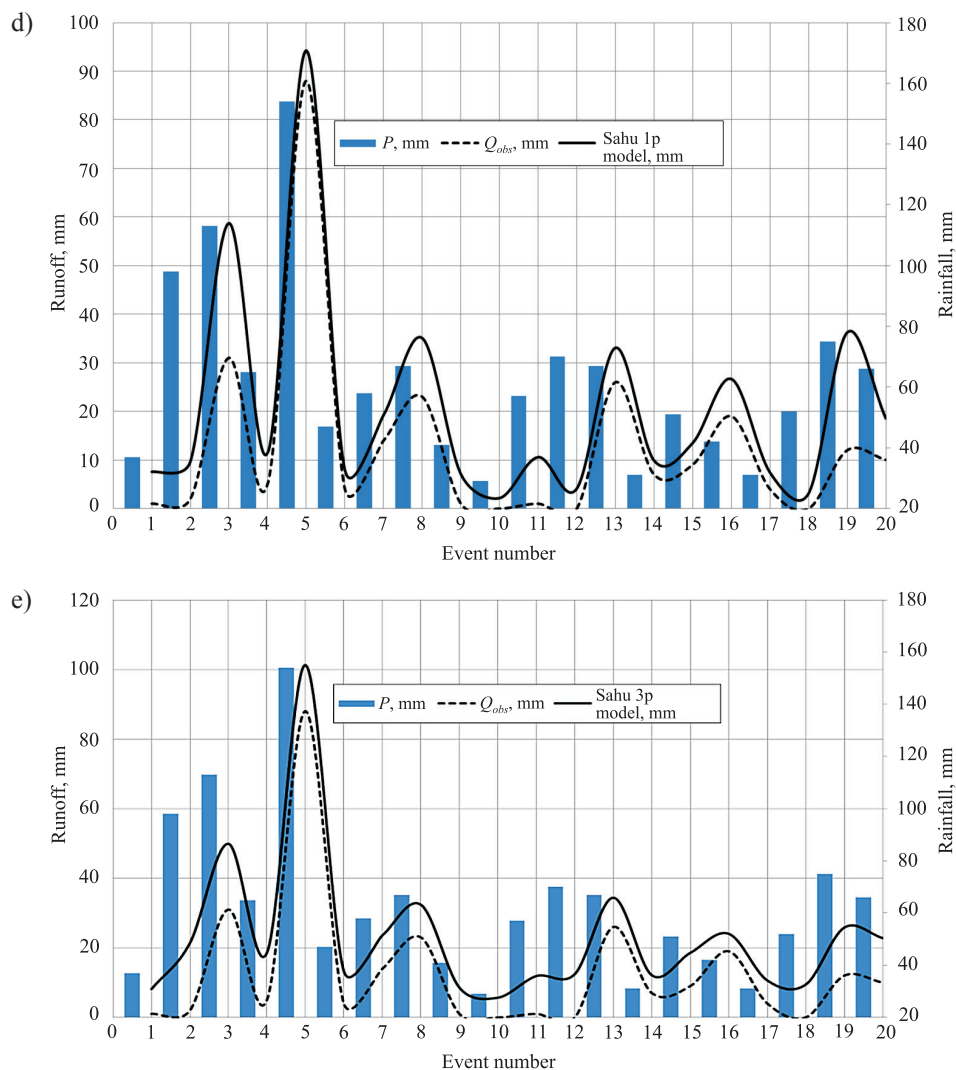 d)
100
90
80
70
60
50
40
30
20
10
0
Runoff, mm
180
160
140
120
100
80
60
40
20
Rainfall, mm
P, mm
Q_obs, mm
Sahu 1p
model, mm
0 1 2 3 4 5 6 7 8 9 10 11 12 13 14 15 16 17 18 19 20
Event number
e)
120
100
80
60
40
20
0
Runoff, mm
180
160
140
120
100
80
60
40
20
Rainfall, mm
P, mm
Q_obs, mm
Sahu 3p
model, mm
0 1 2 3 4 5 6 7 8 9 10 11 12 13 14 15 16 17 18 19 20
Event number